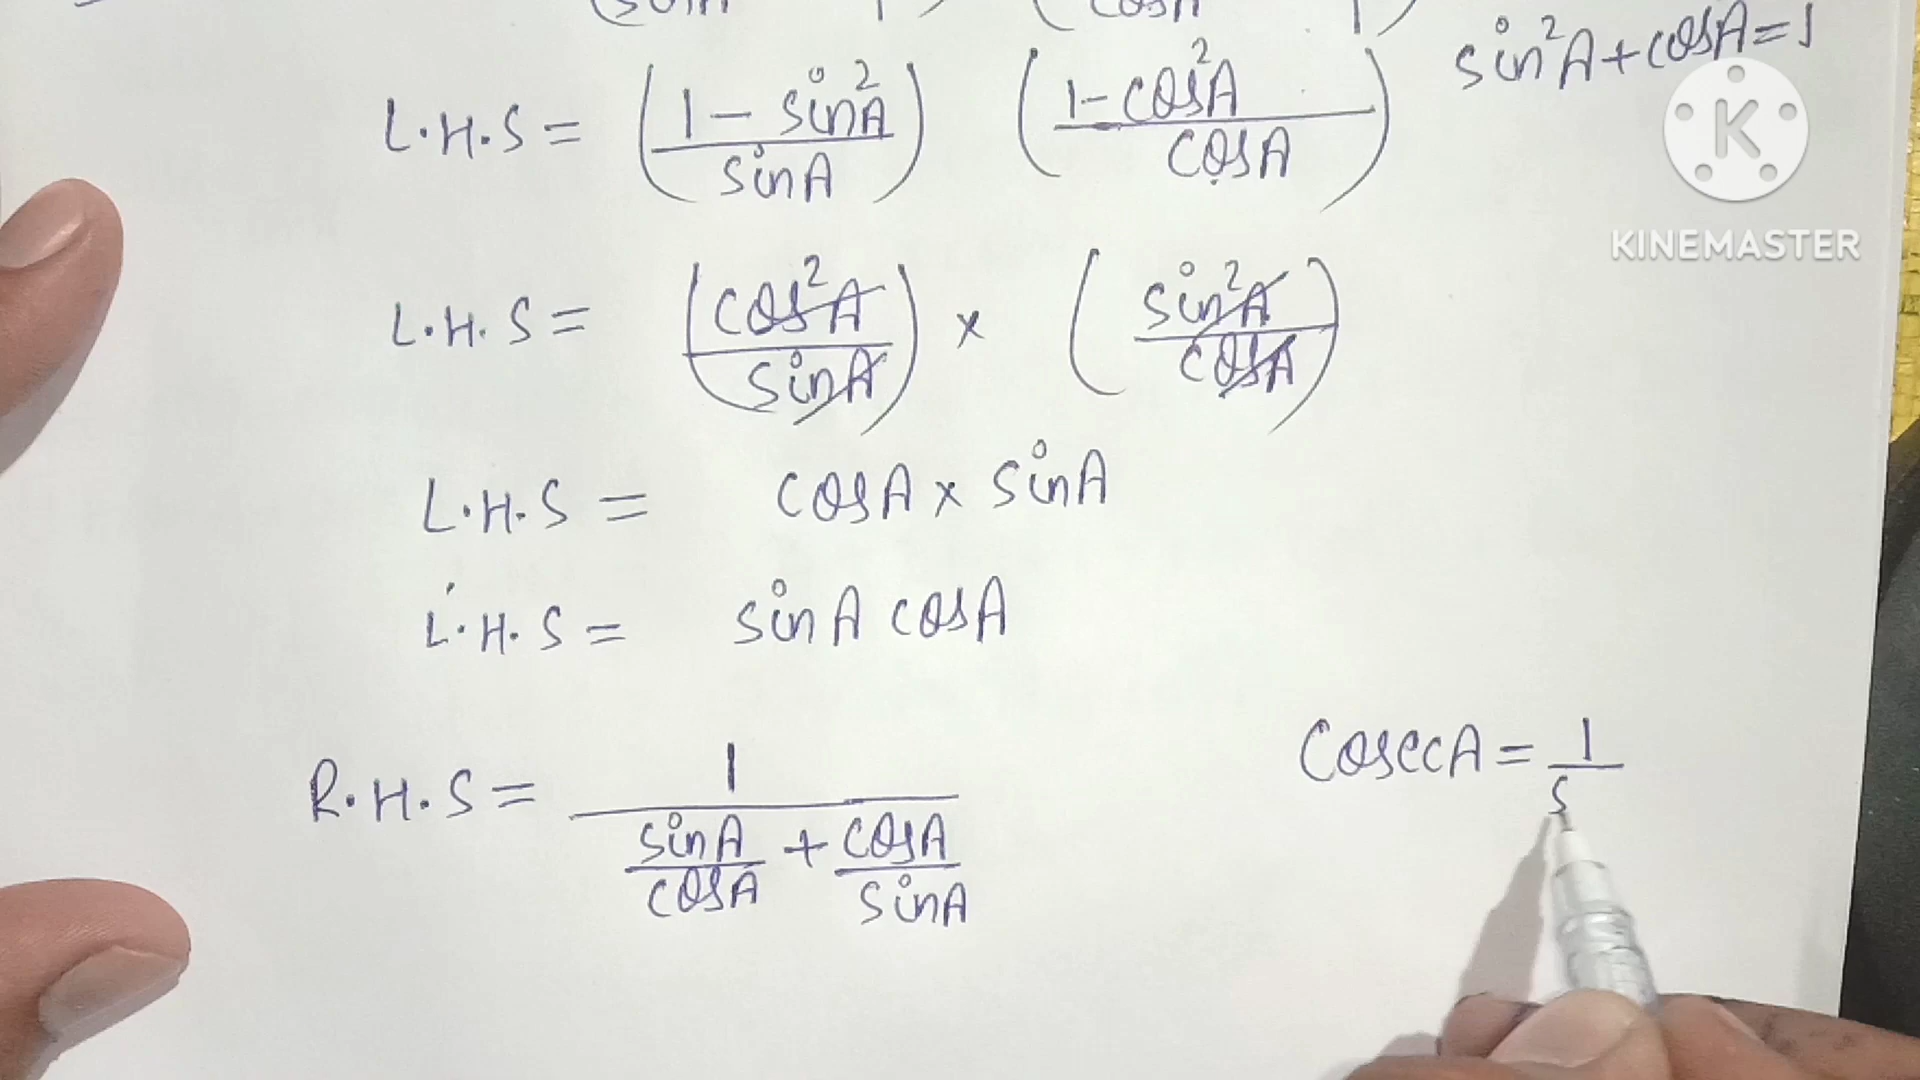 sin²A+cosA=1
L.H.S = (1 - sin²A / sinA) (1-cos²A / cosA)
K
KINEMASTER
L.H.S = (cos²A / sinA) x (sin²A / cosA)
L.H.S = cosA x sinA
L.H.S = sinA cosA
CosecA = 1 / S
R.H.S = 1 / (sinA / cosA + cosA / sinA)